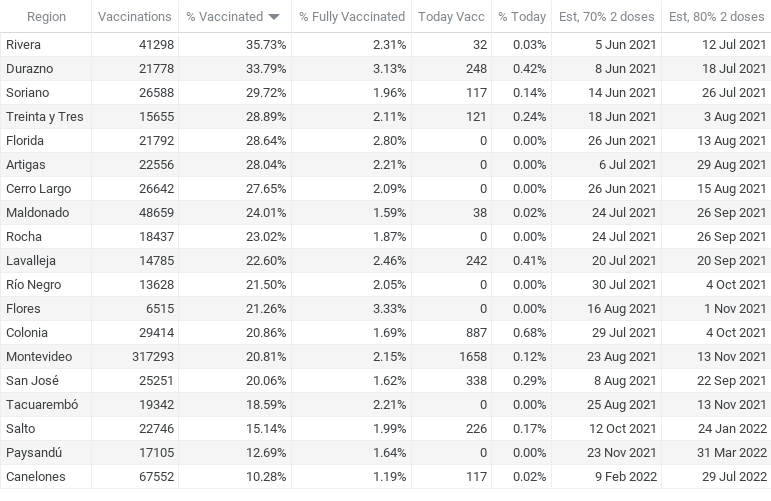 Region Vaccinations % Vaccinated % Fully Vaccinated Today Vacc % Today Est, 70% 2 doses Est, 80% 2 doses
Rivera 41298 35.73% 2.31% 32 0.03% 5 Jun 2021 12 Jul 2021
Durazno 21778 33.79% 3.13% 248 0.42% 8 Jun 2021 18 Jul 2021
Soriano 26588 29.72% 1.96% 117 0.14% 14 Jun 2021 26 Jul 2021
Treinta y Tres 15655 28.89% 2.11% 121 0.24% 18 Jun 2021 3 Aug 2021
Florida 21792 28.64% 2.80% 0 0.00% 26 Jun 2021 13 Aug 2021
Artigas 22556 28.04% 2.21% 0 0.00% 6 Jul 2021 29 Aug 2021
Cerro Largo 26642 27.65% 2.09% 0 0.00% 26 Jun 2021 15 Aug 2021
Maldonado 48659 24.01% 1.59% 38 0.02% 24 Jul 2021 26 Sep 2021
Rocha 18437 23.02% 1.87% 0 0.00% 24 Jul 2021 26 Sep 2021
Lavalleja 14785 22.60% 2.46% 242 0.41% 20 Jul 2021 20 Sep 2021
Río Negro 13628 21.50% 2.05% 0 0.00% 30 Jul 2021 4 Oct 2021
Flores 6515 21.26% 3.33% 0 0.00% 16 Aug 2021 1 Nov 2021
Colonia 29414 20.86% 1.69% 887 0.68% 29 Jul 2021 4 Oct 2021
Montevideo 317293 20.81% 2.15% 1658 0.12% 23 Aug 2021 13 Nov 2021
San José 25251 20.06% 1.62% 338 0.29% 8 Aug 2021 22 Sep 2021
Tacuarembó 19342 18.59% 2.21% 0 0.00% 25 Aug 2021 13 Nov 2021
Salto 22746 15.14% 1.99% 226 0.17% 12 Oct 2021 24 Jan 2022
Paysandú 17105 12.69% 1.64% 0 0.00% 23 Nov 2021 31 Mar 2022
Canelones 67552 10.28% 1.19% 117 0.02% 9 Feb 2022 29 Jul 2022